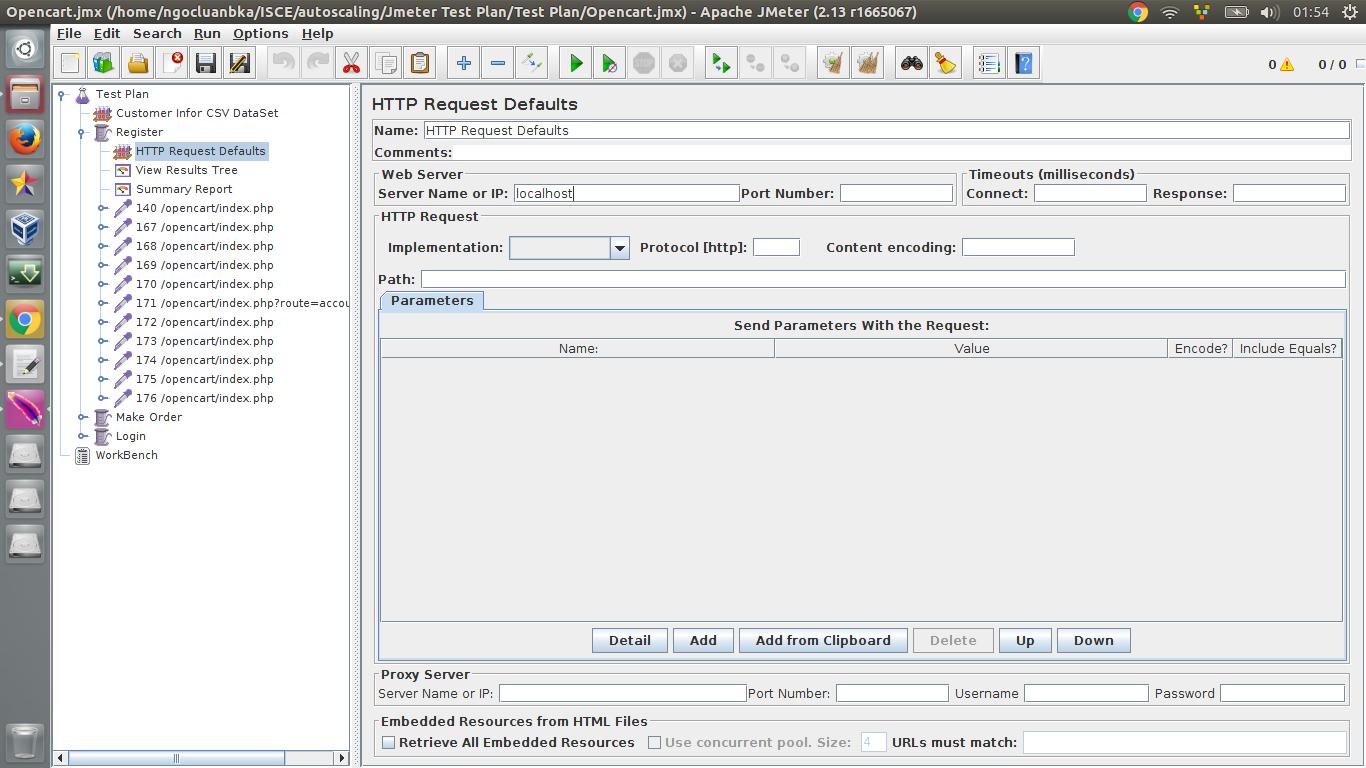 Opencart.jmx (/home/ngocluanbka/ISCE/autoscaling/Jmeter Test Plan/Test Plan/Opencart.jmx) - Apache JMeter (2.13 r1665067) 01:54
File Edit Search Run Options Help
0 0 / 0
Test Plan
Customer Infor CSV DataSet
Register
HTTP Request Defaults
View Results Tree
Summary Report
140 /opencart/index.php
167 /opencart/index.php
168 /opencart/index.php
169 /opencart/index.php
170 /opencart/index.php
171 /opencart/index.php?route=accou
172 /opencart/index.php
173 /opencart/index.php
174 /opencart/index.php
175 /opencart/index.php
176 /opencart/index.php
Make Order
Login
WorkBench
HTTP Request Defaults
Name: HTTP Request Defaults
Comments:
Web Server
Server Name or IP: localhost Port Number:
Timeouts (milliseconds)
Connect: Response:
HTTP Request
Implementation: Protocol [http]: Content encoding:
Path:
Parameters
Send Parameters With the Request:
Name: Value Encode? Include Equals?
Detail Add Add from Clipboard Delete Up Down
Proxy Server
Server Name or IP: Port Number: Username Password
Embedded Resources from HTML Files
Retrieve All Embedded Resources Use concurrent pool. Size: 4 URLs must match: